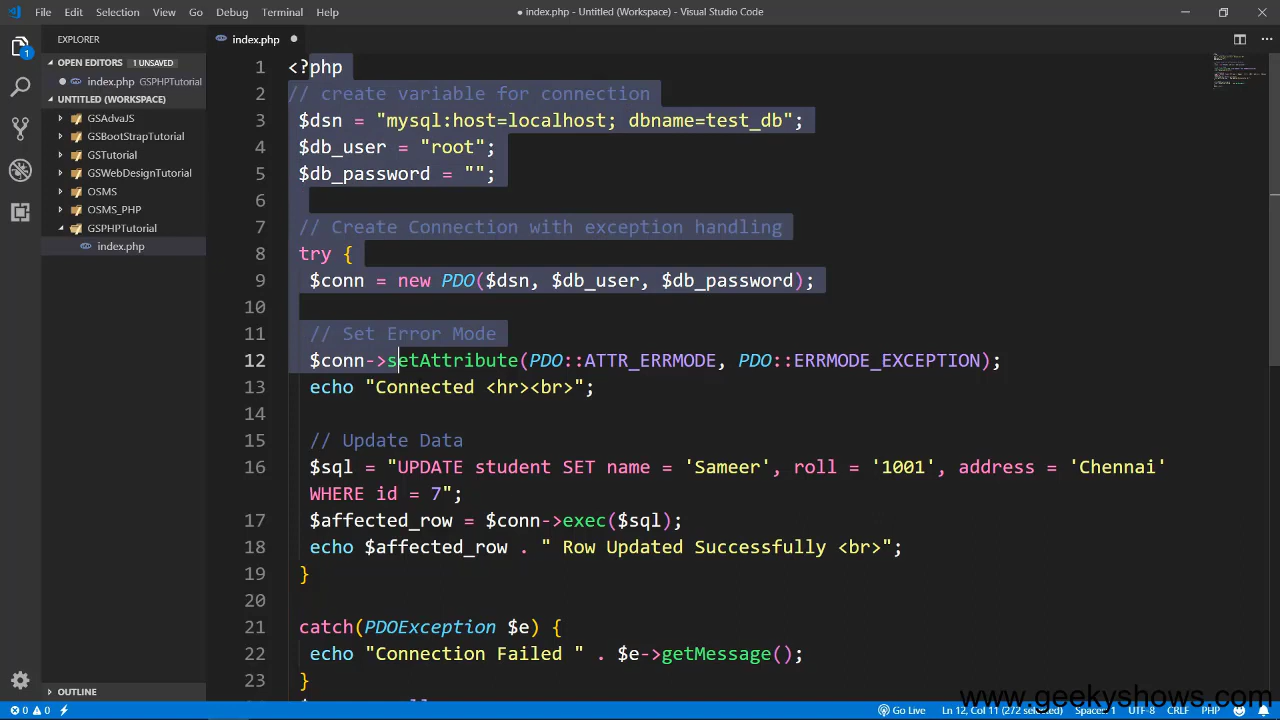 File Edit Selection View Go Debug Terminal Help ● index.php - Untitled (Workspace) - Visual Studio Code
EXPLORER
index.php ●
OPEN EDITORS 1 UNSAVED
index.php GSPHPTutorial
UNTITLED (WORKSPACE)
GSAdvaJS
GSBootStrapTutorial
GSTutorial
GSWebDesignTutorial
OSMS
OSMS_PHP
GSPHPTutorial
index.php
OUTLINE
1
1 <?php
2 // create variable for connection
3 $dsn = "mysql:host=localhost; dbname=test_db";
4 $db_user = "root";
5 $db_password = "";
6
7 // Create Connection with exception handling
8 try {
9 $conn = new PDO($dsn, $db_user, $db_password);
10
11 // Set Error Mode
12 $conn->setAttribute(PDO::ATTR_ERRMODE, PDO::ERRMODE_EXCEPTION);
13 echo "Connected <hr><br>";
14
15 // Update Data
16 $sql = "UPDATE student SET name = 'Sameer', roll = '1001', address = 'Chennai'
WHERE id = 7";
17 $affected_row = $conn->exec($sql);
18 echo $affected_row . " Row Updated Successfully <br>";
19 }
20
21 catch(PDOException $e) {
22 echo "Connection Failed " . $e->getMessage();
23 }
www.geekyshows.com
0 0 Go Live Ln 12, Col 11 (272 selected) Spaces: 1 UTF-8 CRLF PHP